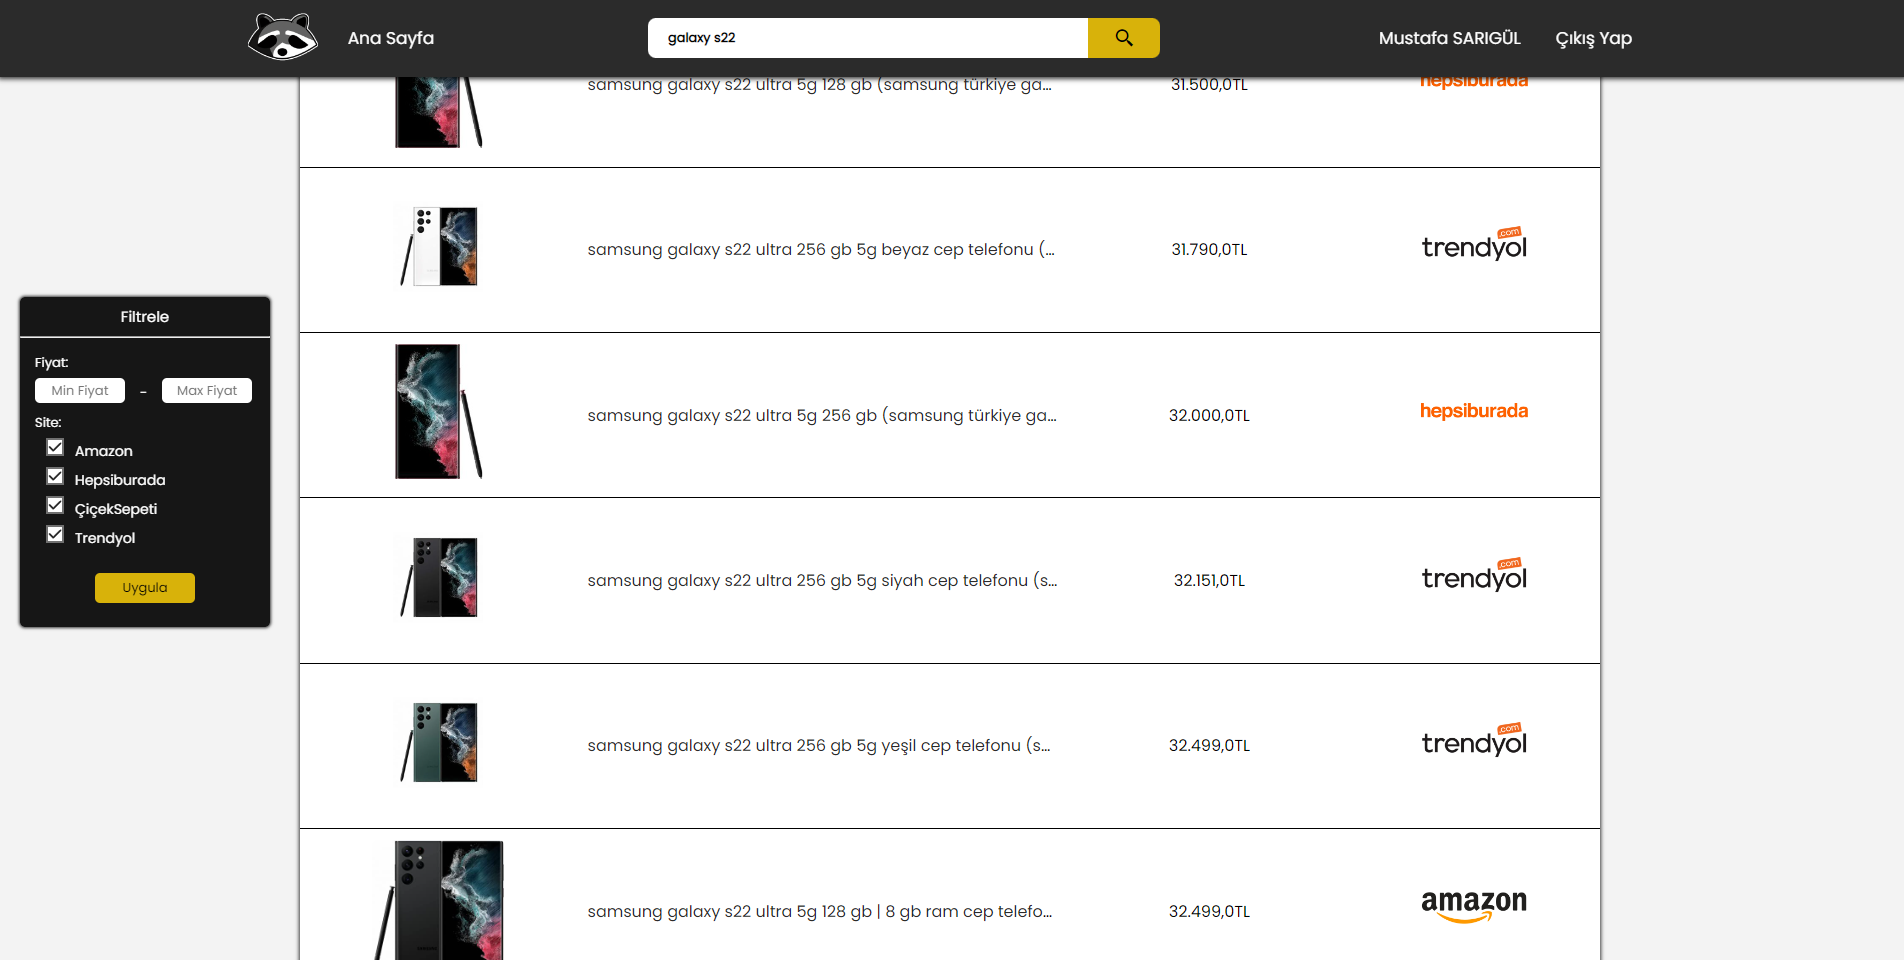 Ana Sayfa
galaxy s22
Mustafa SARIGÜL
Çıkış Yap
samsung galaxy s22 ultra 5g 128 gb (samsung türkiye ga...
31.500,0TL
hepsiburada
samsung galaxy s22 ultra 256 gb 5g beyaz cep telefonu (...
31.790,0TL
trendyol.com
Filtrele
Fiyat:
Min Fiyat - Max Fiyat
Site:
Amazon
Hepsiburada
ÇiçekSepeti
Trendyol
Uygula
samsung galaxy s22 ultra 5g 256 gb (samsung türkiye ga...
32.000,0TL
hepsiburada
samsung galaxy s22 ultra 256 gb 5g siyah cep telefonu (s...
32.151,0TL
trendyol.com
samsung galaxy s22 ultra 256 gb 5g yeşil cep telefonu (s...
32.499,0TL
trendyol.com
samsung galaxy s22 ultra 5g 128 gb | 8 gb ram cep telefo...
32.499,0TL
amazon